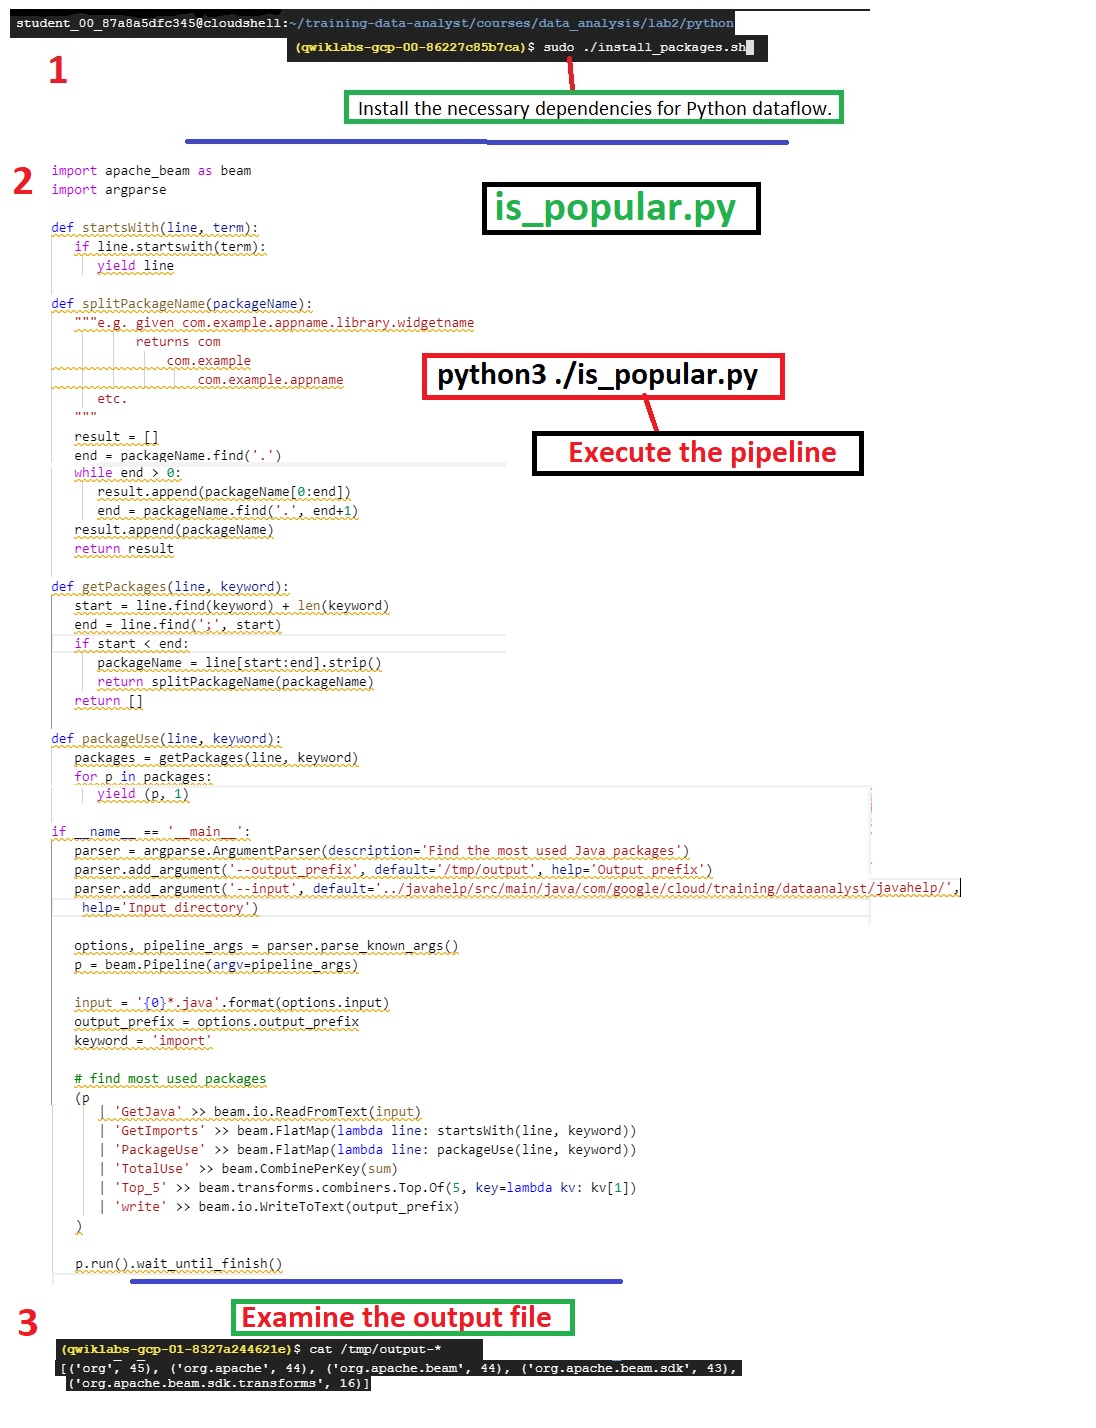 student_00_87a8a5dfc345@cloudshell:~/training-data-analyst/courses/data_analysis/lab2/python
(qwiklabs-gcp-00-86227c85b7ca)$ sudo ./install_packages.sh
1
Install the necessary dependencies for Python dataflow.
2
import apache_beam as beam
import argparse
is_popular.py
def startsWith(line, term):
if line.startswith(term):
yield line
def splitPackageName(packageName):
"""e.g. given com.example.appname.library.widgetname
returns com
com.example
com.example.appname
etc.
"""
python3 ./is_popular.py
Execute the pipeline
result = []
end = packageName.find('.')
while end > 0:
result.append(packageName[0:end])
end = packageName.find('.', end+1)
result.append(packageName)
return result
def getPackages(line, keyword):
start = line.find(keyword) + len(keyword)
end = line.find(';', start)
if start < end:
packageName = line[start:end].strip()
return splitPackageName(packageName)
return []
def packageUse(line, keyword):
packages = getPackages(line, keyword)
for p in packages:
yield (p, 1)
if __name__ == '__main__':
parser = argparse.ArgumentParser(description='Find the most used Java packages')
parser.add_argument('--output_prefix', default='/tmp/output', help='Output prefix')
parser.add_argument('--input', default='../javahelp/src/main/java/com/google/cloud/training/dataanalyst/javahelp/',
help='Input directory')
options, pipeline_args = parser.parse_known_args()
p = beam.Pipeline(argv=pipeline_args)
input = '{0}*.java'.format(options.input)
output_prefix = options.output_prefix
keyword = 'import'
# find most used packages
(p
| 'GetJava' >> beam.io.ReadFromText(input)
| 'GetImports' >> beam.FlatMap(lambda line: startsWith(line, keyword))
| 'PackageUse' >> beam.FlatMap(lambda line: packageUse(line, keyword))
| 'TotalUse' >> beam.CombinePerKey(sum)
| 'Top_5' >> beam.transforms.combiners.Top.Of(5, key=lambda kv: kv[1])
| 'write' >> beam.io.WriteToText(output_prefix)
)
p.run().wait_until_finish()
3
Examine the output file
(qwiklabs-gcp-01-8327a244621e)$ cat /tmp/output-*
[('org', 45), ('org.apache', 44), ('org.apache.beam', 44), ('org.apache.beam.sdk', 43),
('org.apache.beam.sdk.transforms', 16)]